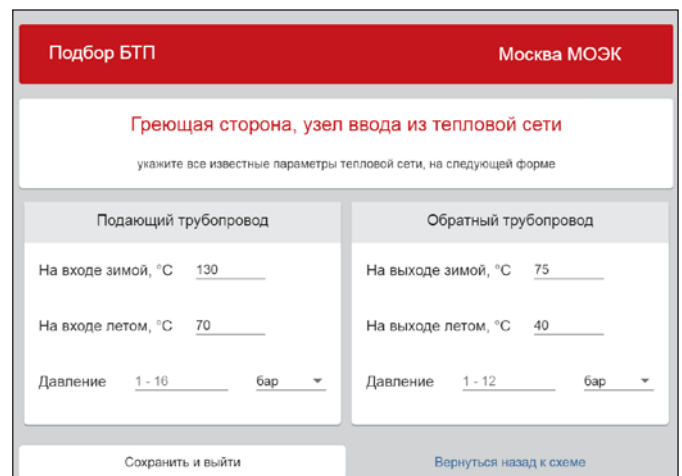 Подбор БТП
Москва МОЭК
Греющая сторона, узел ввода из тепловой сети
укажите все известные параметры тепловой сети, на следующей форме
Подающий трубопровод
На входе зимой, °С 130
На входе летом, °С 70
Давление 1 - 16 бар
Обратный трубопровод
На выходе зимой, °С 75
На выходе летом, °С 40
Давление 1 - 12 бар
Сохранить и выйти
Вернуться назад к схеме